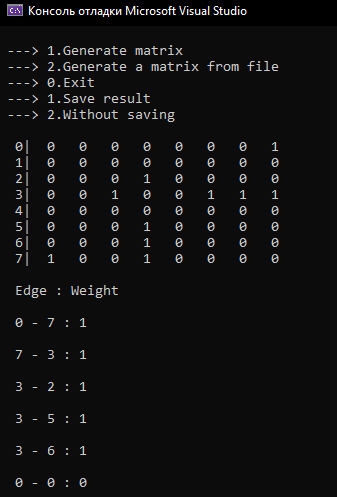 Консоль отладки Microsoft Visual Studio
---> 1.Generate matrix
---> 2.Generate a matrix from file
---> 0.Exit
---> 1.Save result
---> 2.Without saving
0| 0 0 0 0 0 0 0 1
1| 0 0 0 0 0 0 0 0
2| 0 0 0 1 0 0 0 0
3| 0 0 1 0 0 1 1 1
4| 0 0 0 0 0 0 0 0
5| 0 0 0 1 0 0 0 0
6| 0 0 0 1 0 0 0 0
7| 1 0 0 1 0 0 0 0
Edge : Weight
0 - 7 : 1
7 - 3 : 1
3 - 2 : 1
3 - 5 : 1
3 - 6 : 1
0 - 0 : 0